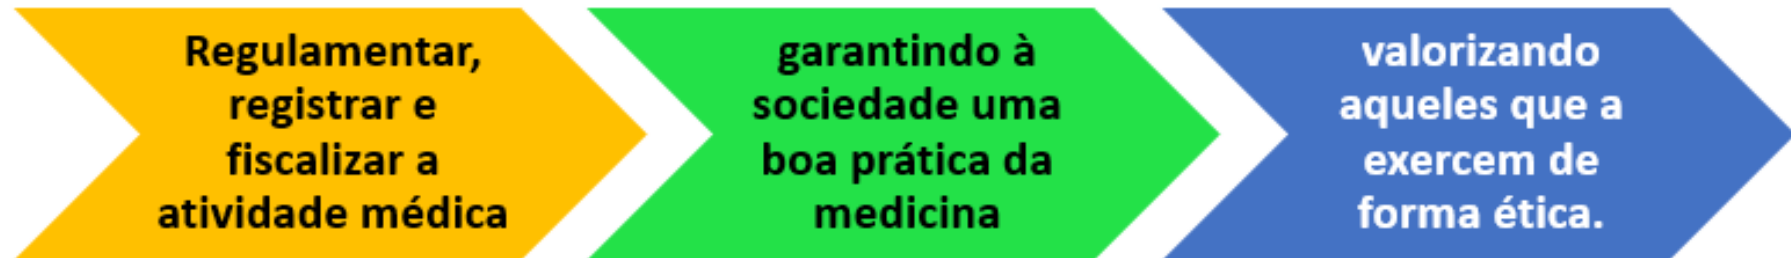 Regulamentar,
registrar e
fiscalizar a
atividade médica
garantindo à
sociedade uma
boa prática da
medicina
valorizando
aqueles que a
exercem de
forma ética.